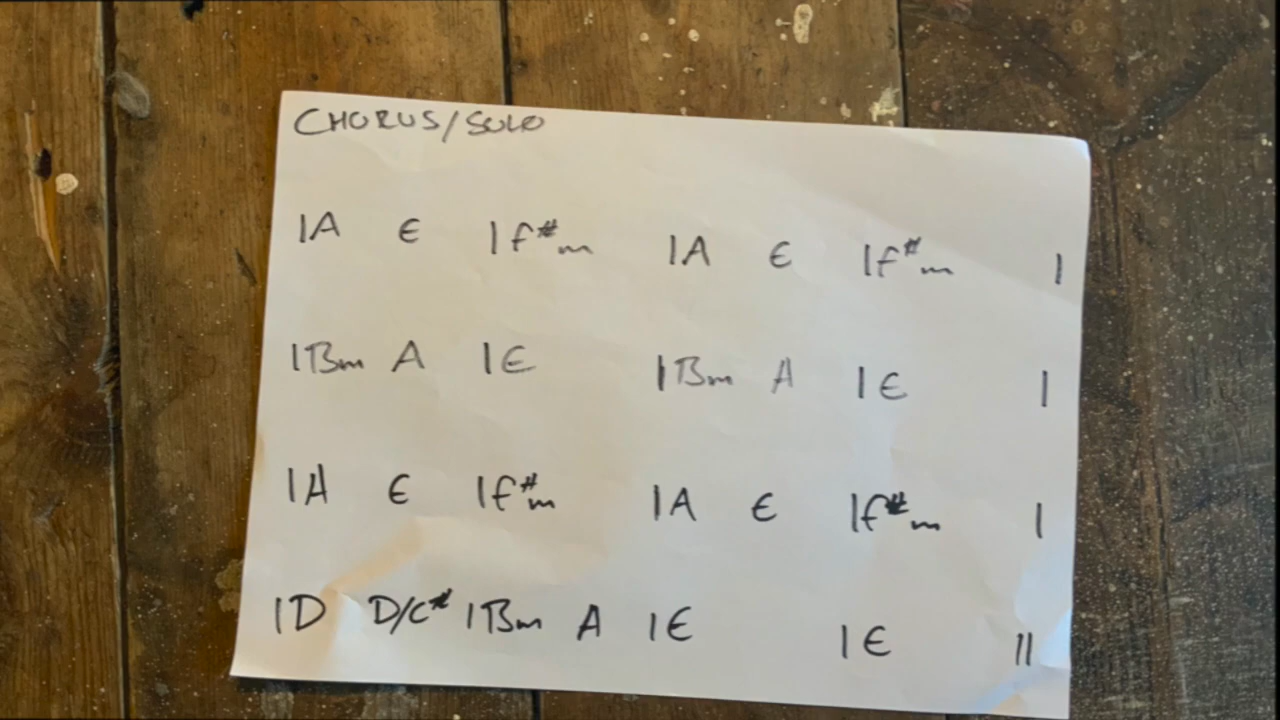 CHORUS/SOLO
|A E |F#m |A E |F#m |
|Bm A |E |Bm A |E |
|A E |F#m |A E |F#m |
|D D/C# |Bm A |E |E ||